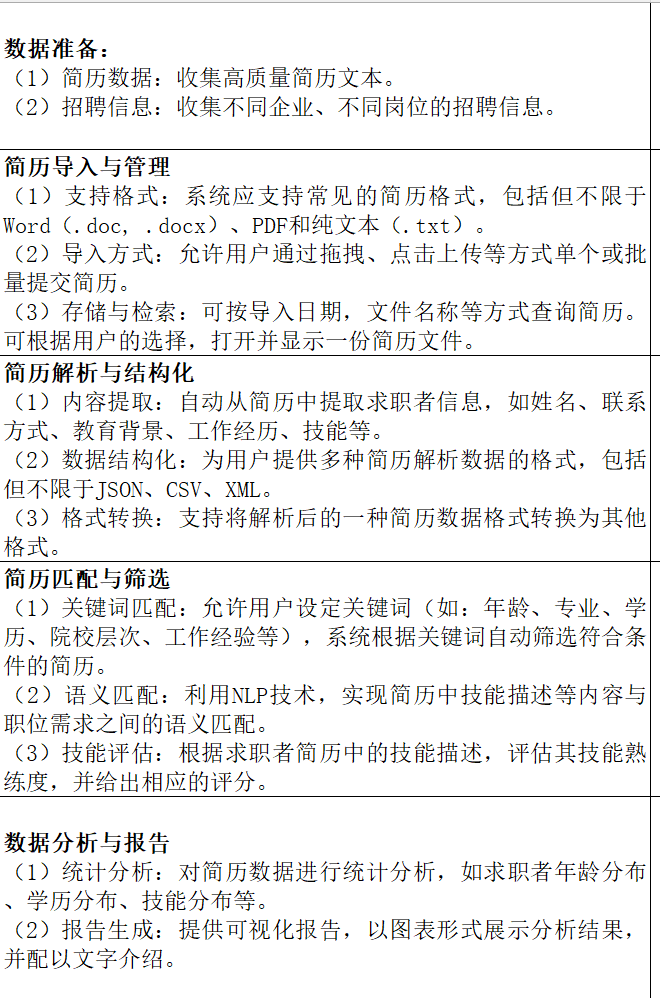 数据准备：
（1）简历数据：收集高质量简历文本。
（2）招聘信息：收集不同企业、不同岗位的招聘信息。
简历导入与管理
（1）支持格式：系统应支持常见的简历格式，包括但不限于
Word（.doc, .docx）、PDF和纯文本（.txt）。
（2）导入方式：允许用户通过拖拽、点击上传等方式单个或批
量提交简历。
（3）存储与检索：可按导入日期，文件名称等方式查询简历。
可根据用户的选择，打开并显示一份简历文件。
简历解析与结构化
（1）内容提取：自动从简历中提取求职者信息，如姓名、联系
方式、教育背景、工作经历、技能等。
（2）数据结构化：为用户提供多种简历解析数据的格式，包括
但不限于JSON、CSV、XML。
（3）格式转换：支持将解析后的一种简历数据格式转换为其他
格式。
简历匹配与筛选
（1）关键词匹配：允许用户设定关键词（如：年龄、专业、学
历、院校层次、工作经验等），系统根据关键词自动筛选符合条
件的简历。
（2）语义匹配：利用NLP技术，实现简历中技能描述等内容与
职位需求之间的语义匹配。
（3）技能评估：根据求职者简历中的技能描述，评估其技能熟
练度，并给出相应的评分。
数据分析与报告
（1）统计分析：对简历数据进行统计分析，如求职者年龄分布
、学历分布、技能分布等。
（2）报告生成：提供可视化报告，以图表形式展示分析结果，
并配以文字介绍。